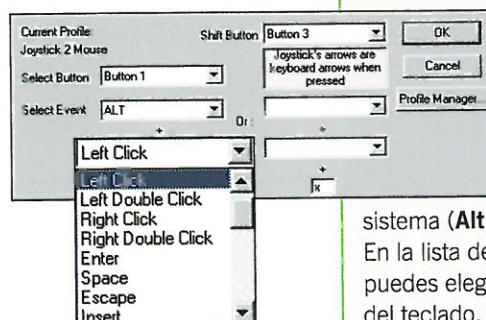 Current Profile:
Joystick 2 Mouse
Shift Button
Button 3
OK
Joystick's arrows are
keyboard arrows when
pressed
Cancel
Select Button
Button 1
Profile Manager...
Select Event
ALT
Or:
+
+
Left Click
+
x
Left Click
Left Double Click
Right Click
Right Double Click
Enter
Space
Escape
Insert
sistema (Alt
En la lista de
puedes eleg
del teclado.